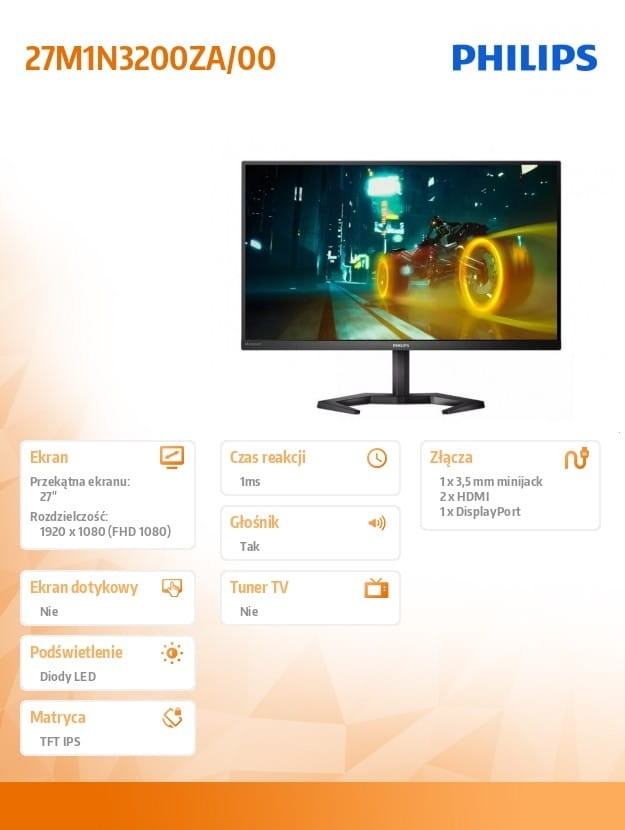 27M1N3200ZA/00
PHILIPS
PHILIPS
Ekran
Przekątna ekranu:
27"
Rozdzielczość:
1920 x 1080 (FHD 1080)
Czas reakcji
1ms
Złącza
1 x 3,5 mm minijack
2 x HDMI
1 x DisplayPort
Głośnik
Tak
Ekran dotykowy
Nie
Tuner TV
Nie
Podświetlenie
Diody LED
Matryca
TFT IPS